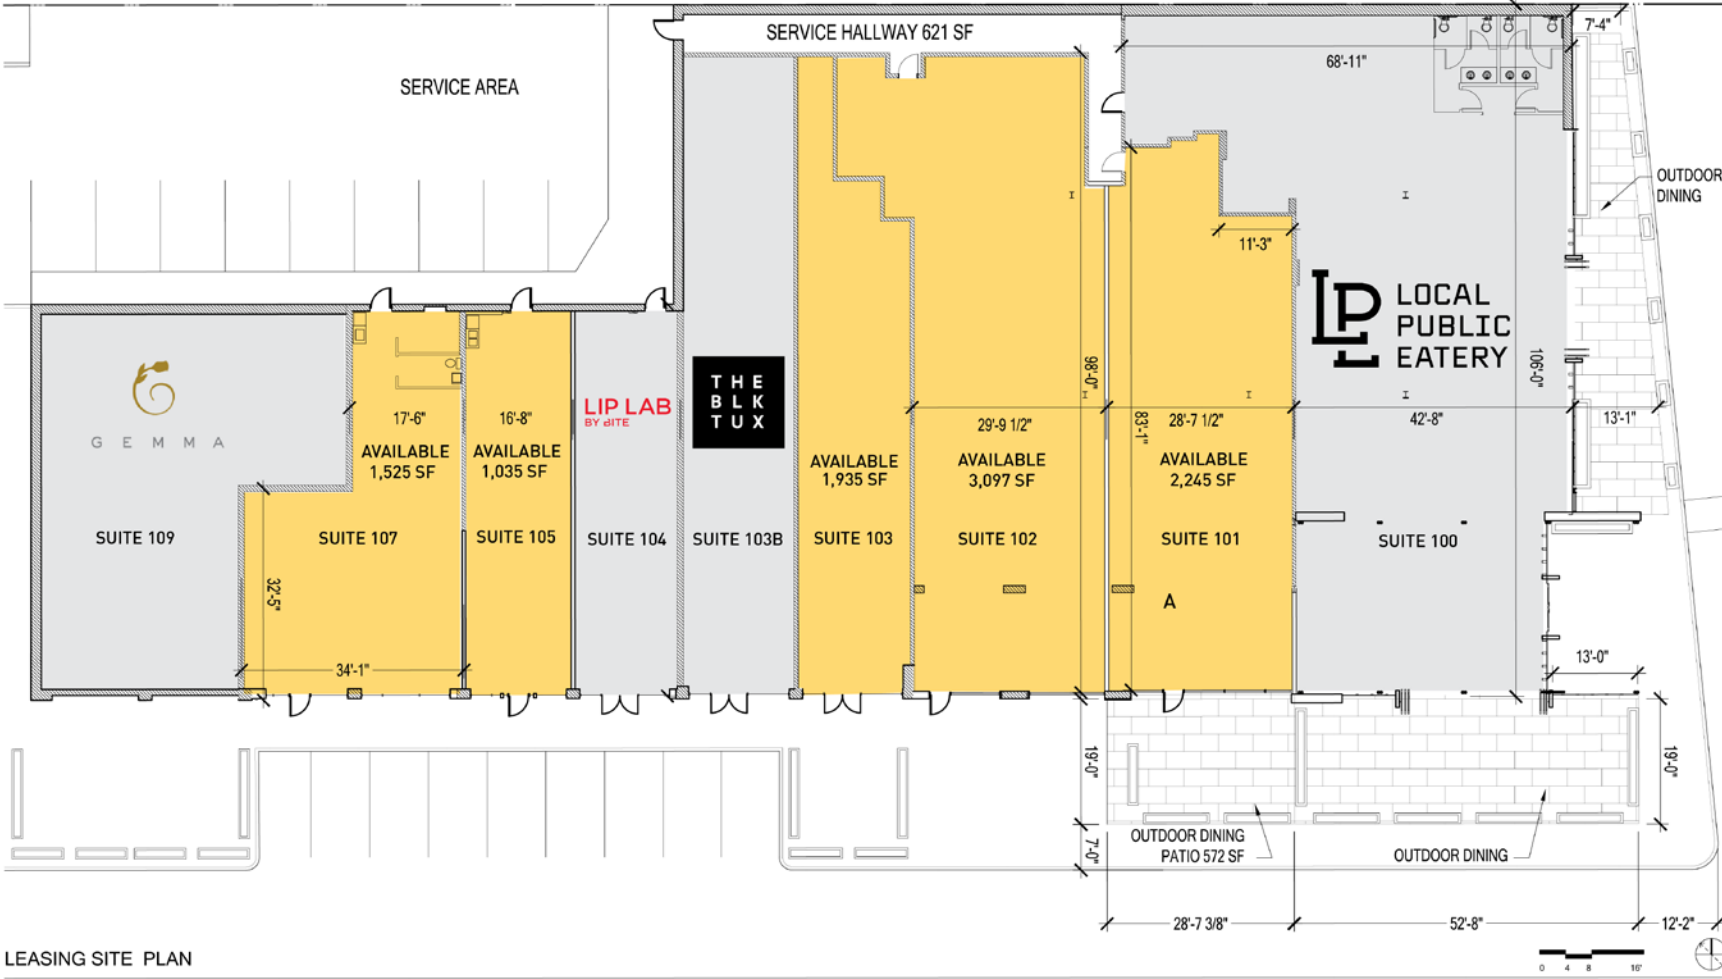 SERVICE HALLWAY 621 SF
7'-4"
68'-11"
SERVICE AREA
OUTDOOR
DINING
11'-3"
LP
LOCAL
PUBLIC
EATERY
106'-0"
98'-0"
THE
BLK
TUX
LIP LAB
BY BITE
GEMMA
17'-6"
16'-8"
29'-9 1/2"
83'-1"
28'-7 1/2"
42'-8"
13'-1"
AVAILABLE
1,525 SF
AVAILABLE
1,035 SF
AVAILABLE
1,935 SF
AVAILABLE
3,097 SF
AVAILABLE
2,245 SF
SUITE 109
SUITE 107
SUITE 105
SUITE 104
SUITE 103B
SUITE 103
SUITE 102
SUITE 101
SUITE 100
32'-5"
A
34'-1"
13'-0"
19'-0"
19'-0"
7'-0"
OUTDOOR DINING
PATIO 572 SF
OUTDOOR DINING
28'-7 3/8"
52'-8"
12'-2"
LEASING SITE PLAN
0 4 8 16'